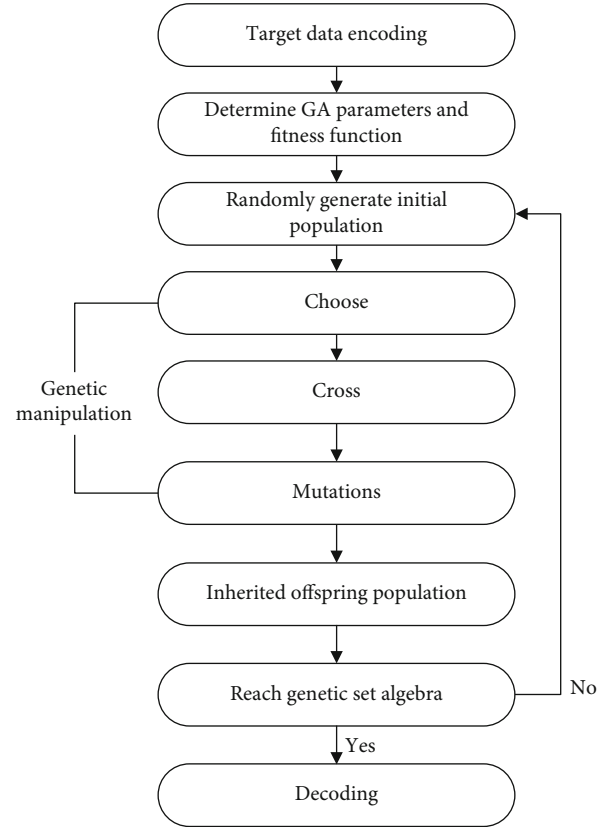 Target data encoding
Determine GA parameters and
fitness function
Randomly generate initial
population
Choose
Genetic
manipulation
Cross
Mutations
Inherited offspring population
Reach genetic set algebra
No
Yes
Decoding